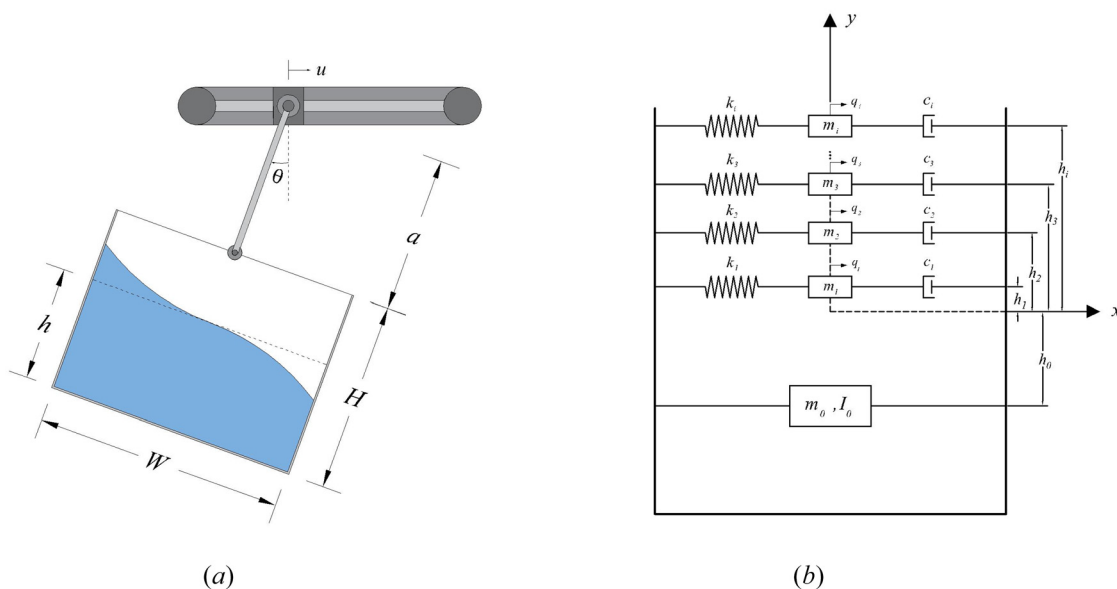 u
θ
a
h
H
W
(a)
y
x
k_i
m_i
q_i
c_i
h_i
k_3
m_3
q_3
c_3
h_3
k_2
m_2
q_2
c_2
h_2
k_1
m_1
q_1
c_1
h_1
h_0
m_0 , I_0
(b)